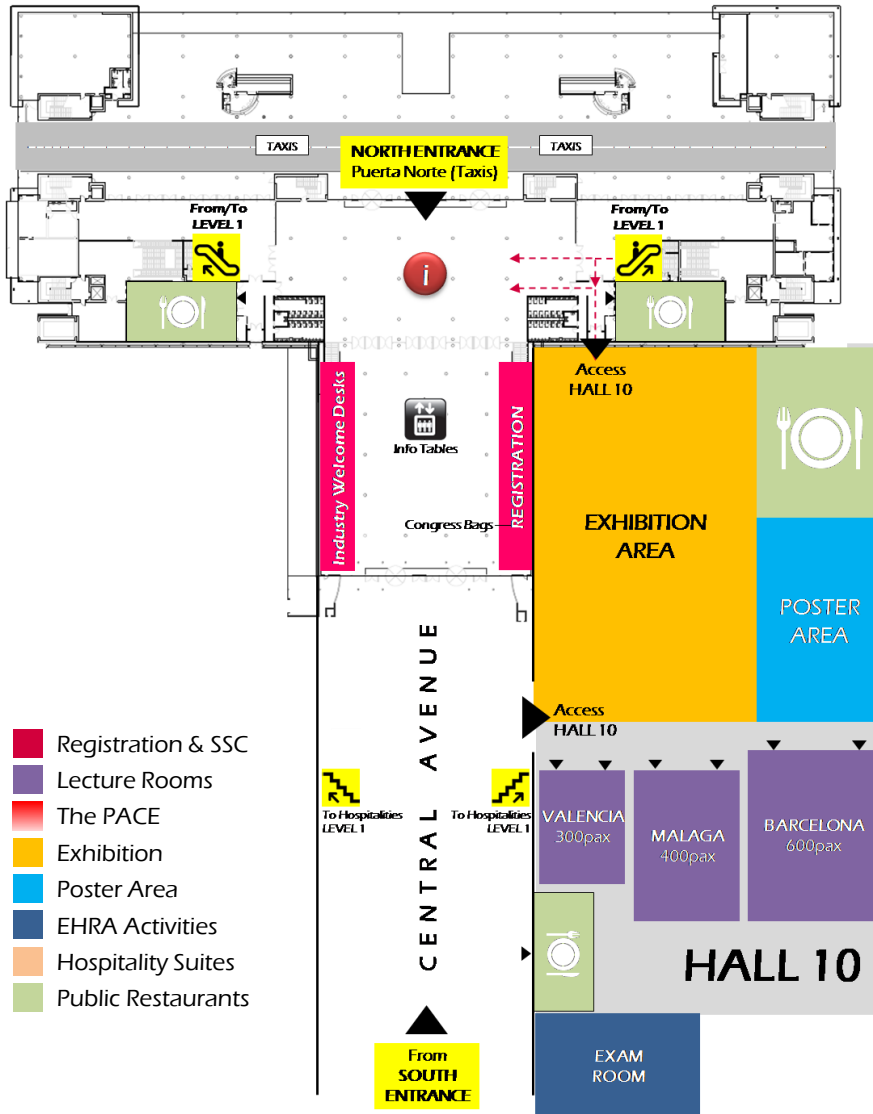 TAXIS
NORTH ENTRANCE
Puerta Norte (Taxis)
TAXIS
From/To
LEVEL 1
From/To
LEVEL 1
i
Access
HALL 10
Industry Welcome Desks
Info Tables
REGISTRATION
Congress Bags
EXHIBITION
AREA
POSTER
AREA
CENTRAL AVENUE
Access
HALL 10
Registration & SSC
Lecture Rooms
The PACE
Exhibition
Poster Area
EHRA Activities
Hospitality Suites
Public Restaurants
To Hospitalities
LEVEL 1
To Hospitalities
LEVEL 1
VALENCIA
300pax
MALAGA
400pax
BARCELONA
600pax
HALL 10
From
SOUTH
ENTRANCE
EXAM
ROOM